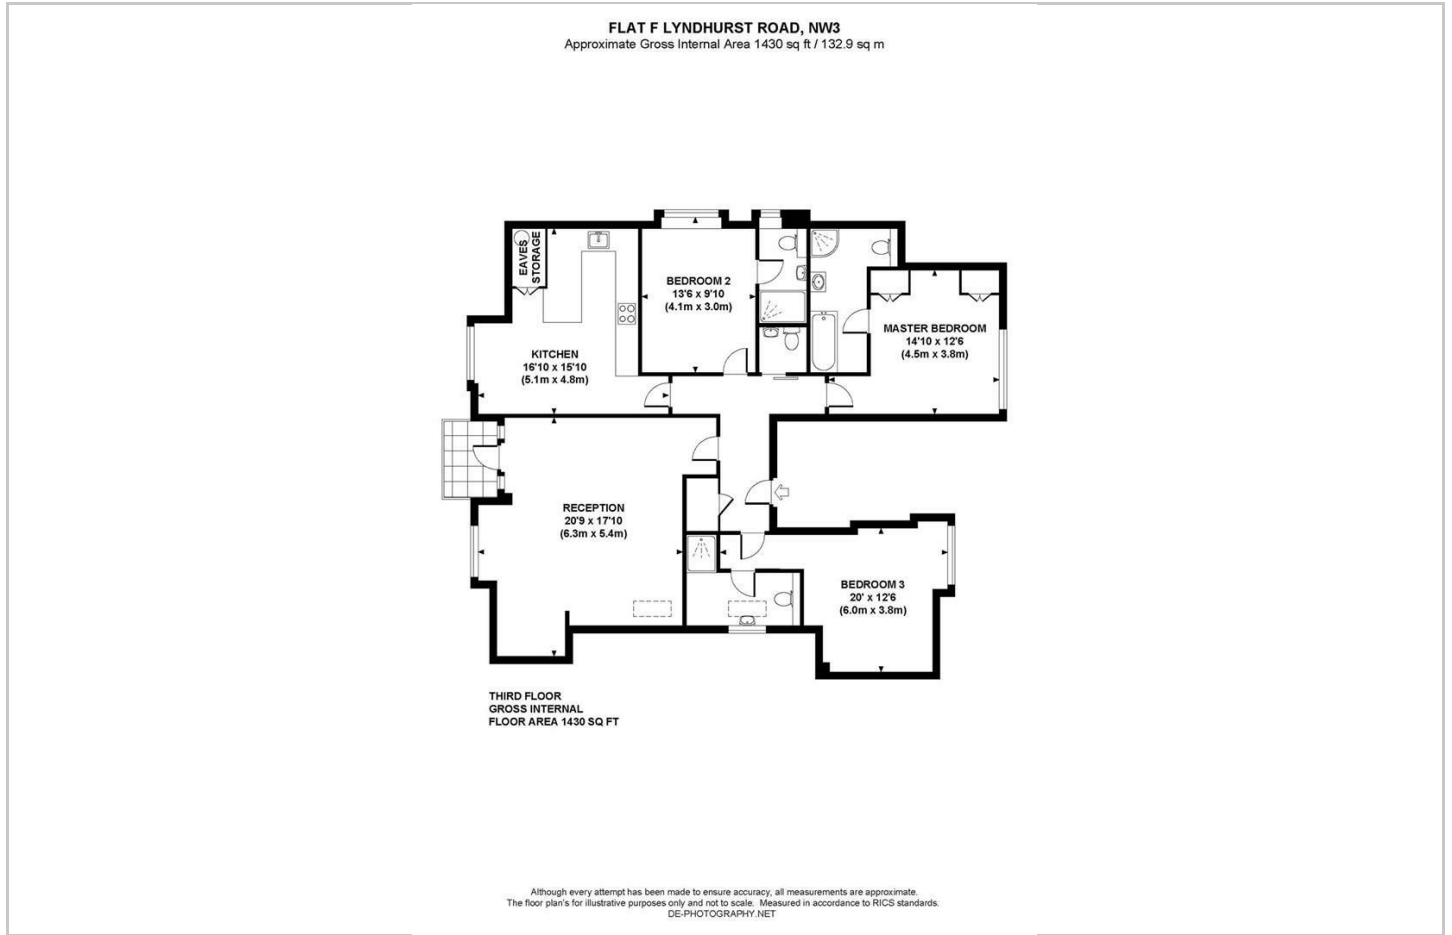 FLAT F LYNDHURST ROAD, NW3
Approximate Gross Internal Area 1430 sq ft / 132.9 sq m
EAVES
STORAGE
BEDROOM 2
13'6 x 9'10
(4.1m x 3.0m)
MASTER BEDROOM
14'10 x 12'6
(4.5m x 3.8m)
KITCHEN
16'10 x 15'10
(5.1m x 4.8m)
RECEPTION
20'9 x 17'10
(6.3m x 5.4m)
BEDROOM 3
20' x 12'6
(6.0m x 3.8m)
THIRD FLOOR
GROSS INTERNAL
FLOOR AREA 1430 SQ FT
Although every attempt has been made to ensure accuracy, all measurements are approximate.
The floor plan's for illustrative purposes only and not to scale. Measured in accordance to RICS standards.
DE-PHOTOGRAPHY.NET